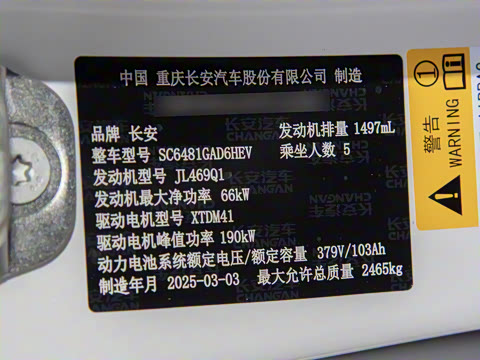 中国 重庆长安汽车股份有限公司 制造
品牌 长安
发动机排量 1497mL
整车型号 SC6481GAD6HEV
乘坐人数 5
发动机型号 JL469Q1
发动机最大净功率 66kW
驱动电机型号 XTDM41
驱动电机峰值功率 190kW
动力电池系统额定电压/额定容量 379V/103Ah
制造年月 2025-03-03
最大允许总质量 2465kg
长安汽车
CHANGAN
警告
WARNING